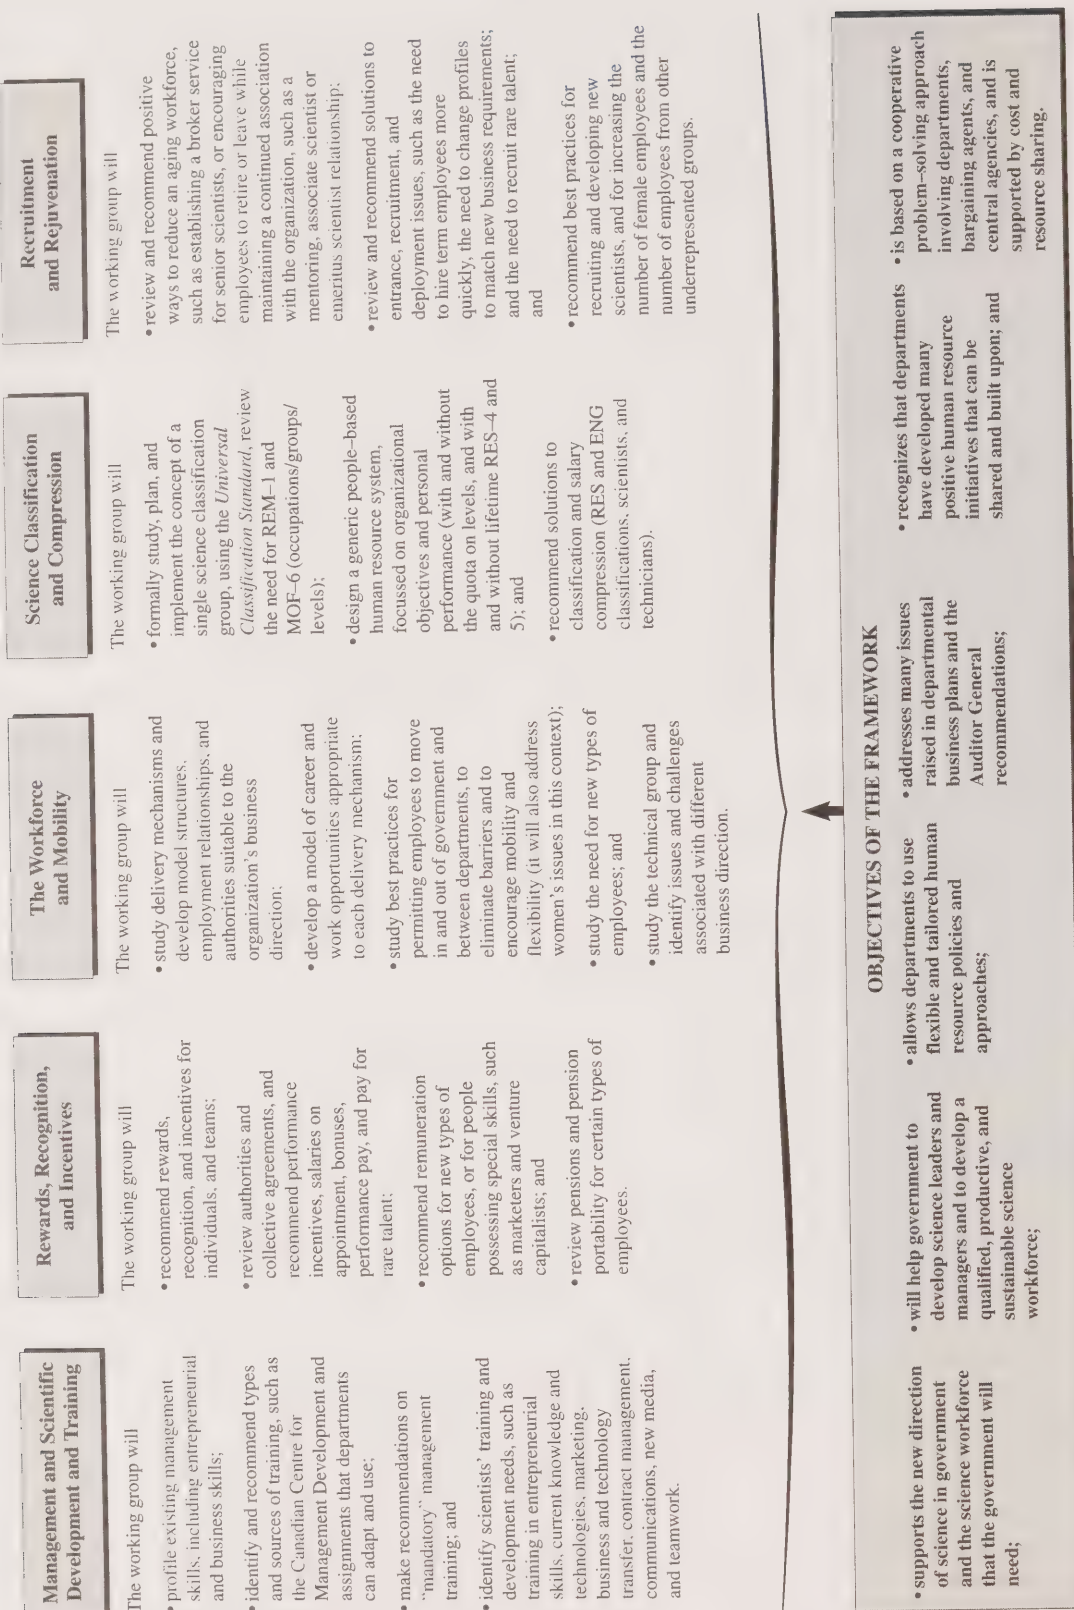 Management and Scientific
Development and Training
The working group will
• profile existing management
skills, including entrepreneurial
and business skills;
• identify and recommend types
and sources of training, such as
the Canadian Centre for
Management Development and
assignments that departments
can adapt and use;
• make recommendations on
“mandatory” management
training; and
• identify scientists’ training and
development needs, such as
training in entrepreneurial
skills, current knowledge and
technologies, marketing,
business and technology
transfer, contract management,
communications, new media,
and teamwork.
Rewards, Recognition,
and Incentives
The working group will
• recommend rewards,
recognition, and incentives for
individuals, and teams;
• review authorities and
collective agreements, and
recommend performance
incentives, salaries on
appointment, bonuses,
performance pay, and pay for
rare talent;
• recommend remuneration
options for new types of
employees, or for people
possessing special skills, such
as marketers and venture
capitalists; and
• review pensions and pension
portability for certain types of
employees.
The Workforce
and Mobility
The working group will
• study delivery mechanisms and
develop model structures,
employment relationships, and
authorities suitable to the
organization’s business
direction;
• develop a model of career and
work opportunities appropriate
to each delivery mechanism;
• study best practices for
permitting employees to move
in and out of government and
between departments, to
eliminate barriers and to
encourage mobility and
flexibility (it will also address
women’s issues in this context);
• study the need for new types of
employees; and
• study the technical group and
identify issues and challenges
associated with different
business direction.
Science Classification
and Compression
The working group will
• formally study, plan, and
implement the concept of a
single science classification
group, using the Universal
Classification Standard, review
the need for REM–1 and
MOF–6 (occupations/groups/
levels);
• design a generic people–based
human resource system,
focussed on organizational
objectives and personal
performance (with and without
the quota on levels, and with
and without lifetime RES–4 and
5); and
• recommend solutions to
classification and salary
compression (RES and ENG
classifications, scientists, and
technicians).
Recruitment
and Rejuvenation
The working group will
• review and recommend positive
ways to reduce an aging workforce,
such as establishing a broker service
for senior scientists, or encouraging
employees to retire or leave while
maintaining a continued association
with the organization, such as a
mentoring, associate scientist or
emeritus scientist relationship;
• review and recommend solutions to
entrance, recruitment, and
deployment issues, such as the need
to hire term employees more
quickly, the need to change profiles
to match new business requirements;
and the need to recruit rare talent;
and
• recommend best practices for
recruiting and developing new
scientists, and for increasing the
number of female employees and the
number of employees from other
underrepresented groups.
OBJECTIVES OF THE FRAMEWORK
• supports the new direction
of science in government
and the science workforce
that the government will
need;
• will help government to
develop science leaders and
managers and to develop a
qualified, productive, and
sustainable science
workforce;
• allows departments to use
flexible and tailored human
resource policies and
approaches;
• addresses many issues
raised in departmental
business plans and the
Auditor General
recommendations;
• recognizes that departments
have developed many
positive human resource
initiatives that can be
shared and built upon; and
• is based on a cooperative
problem–solving approach
involving departments,
bargaining agents, and
central agencies, and is
supported by cost and
resource sharing.